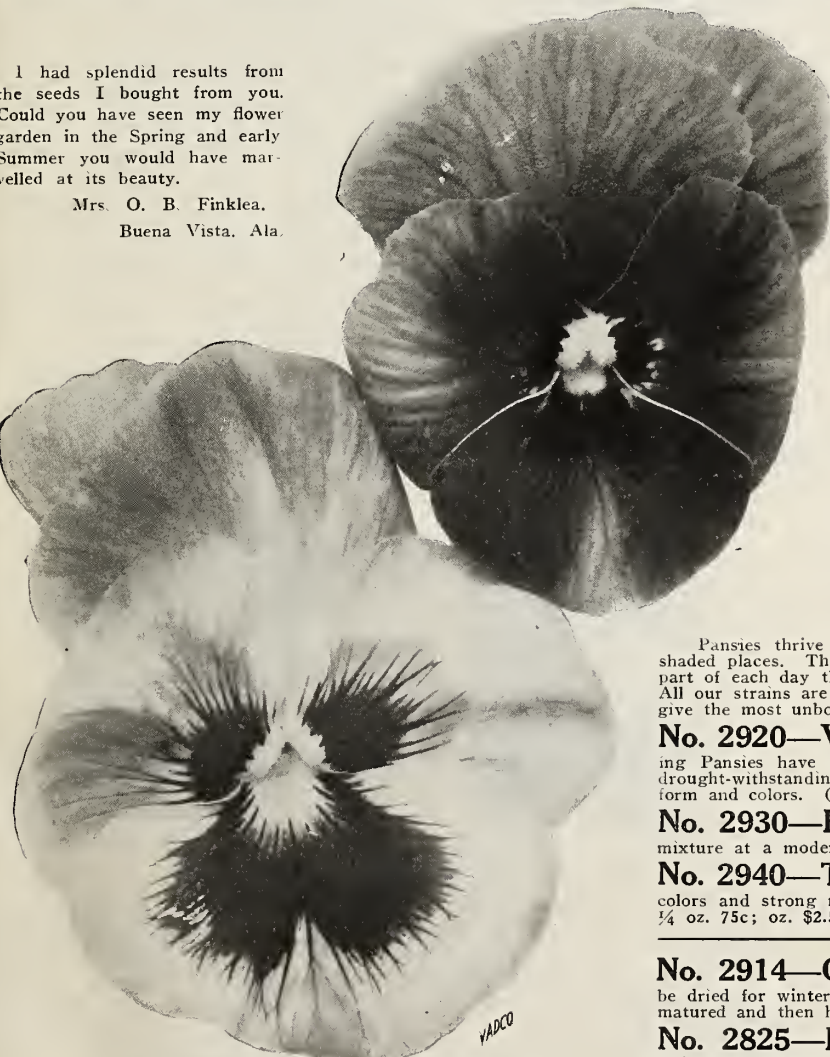 I had splendid results from
the seeds I bought from you.
Could you have seen my flower
garden in the Spring and early
Summer you would have mar-
velled at its beauty.
Mrs. O. B. Finklea.
Buena Vista. Ala.
Pansies thrive
shaded places. Th
part of each day th
All our strains are
give the most unbo
No. 2920—V
ing Pansies have
drought-withstandin
form and colors. (
No. 2930—
mixture at a mode
No. 2940—T
colors and strong
¼ oz. 75c; oz. $2.
No. 2914—
be dried for winter
matured and then h
No. 2825—
VADCO